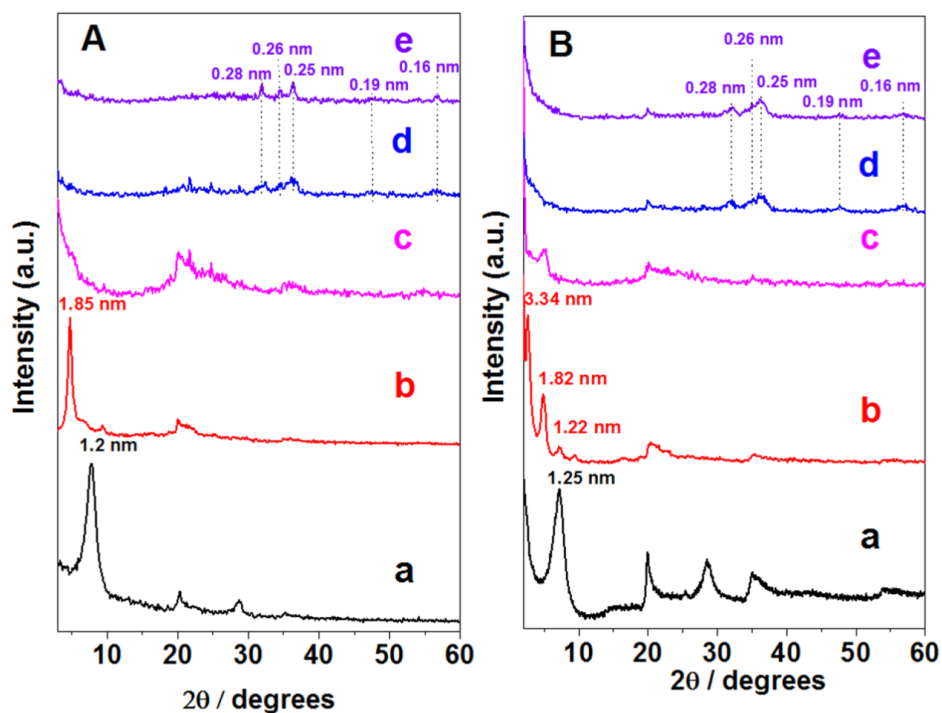 A
e
0.26 nm
0.28 nm
0.25 nm
0.19 nm
0.16 nm
d
c
1.85 nm
b
1.2 nm
a
Intensity (a.u.)
10 20 30 40 50 60
2θ / degrees
B
e
0.26 nm
0.28 nm
0.25 nm
0.19 nm
0.16 nm
d
c
3.34 nm
1.82 nm
b
1.22 nm
1.25 nm
a
Intensity (a.u.)
10 20 30 40 50 60
2θ / degrees